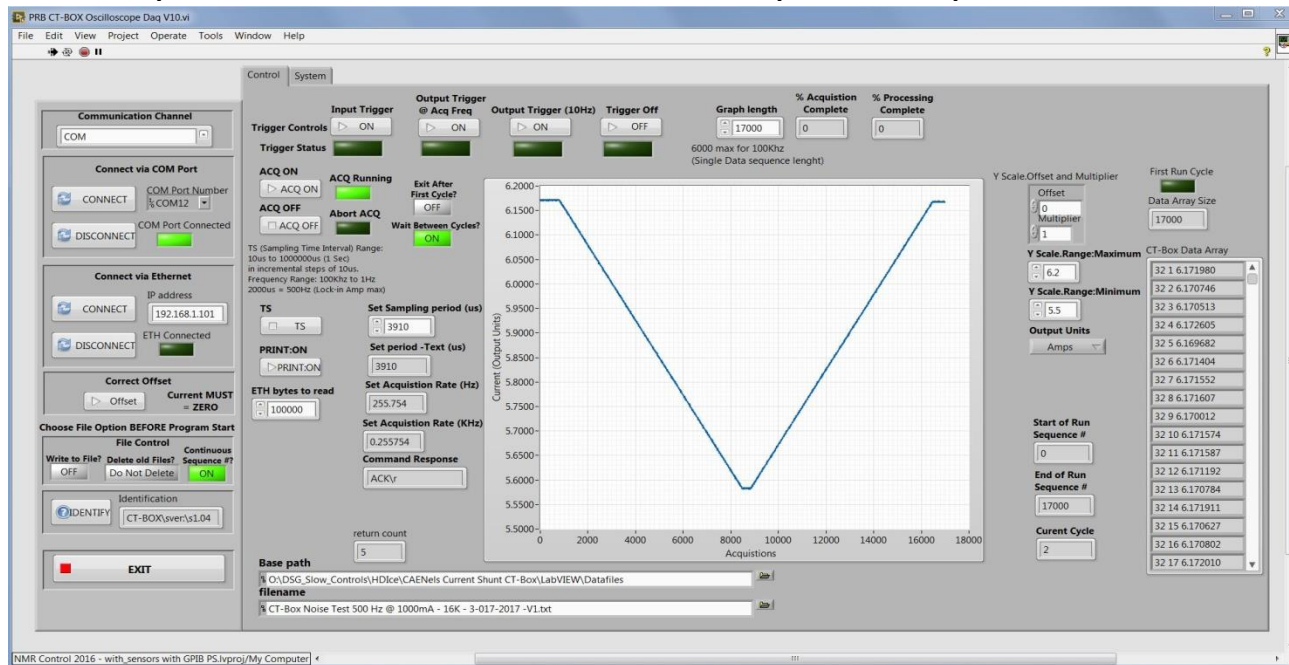 PRB CT-BOX Oscilloscope Daq V10.vi
File Edit View Project Operate Tools Window Help
Control System
Communication Channel
COM
Connect via COM Port
CONNECT
COM Port Number
COM12
DISCONNECT
COM Port Connected
Connect via Ethernet
CONNECT
IP address
192.168.1.101
DISCONNECT
ETH Connected
Correct Offset
Offset
Current MUST
= ZERO
Choose File Option BEFORE Program Start
File Control
Write to File? Delete old Files? Continuous Sequence #?
OFF Do Not Delete ON
IDENTIFY
Identification
CT-BOX\sver:\s1.04
EXIT
Input Trigger
Output Trigger
@ Acq Freq
Output Trigger (10Hz)
Trigger Off
Trigger Controls ON ON ON OFF
Trigger Status
Graph length
17000
6000 max for 100Khz
(Single Data sequence lenght)
% Acquistion
Complete
0
% Processing
Complete
0
ACQ ON
ACQ ON
ACQ Running
ACQ OFF
ACQ OFF
Abort ACQ
Exit After
First Cycle?
OFF
Wait Between Cycles?
ON
TS (Sampling Time Interval) Range:
10us to 1000000us (1 Sec)
in incremental steps of 10us.
Frequency Range: 100Khz to 1Hz
2000us = 500Hz (Lock-in Amp max)
TS
TS
Set Sampling period (us)
3910
PRINT:ON
PRINT:ON
Set period -Text (us)
3910
ETH bytes to read
100000
Set Acquistion Rate (Hz)
255.754
Set Acquistion Rate (KHz)
0.255754
Command Response
ACK\r
return count
5
Current (Output Units)
6.2000
6.1500
6.1000
6.0500
6.0000
5.9500
5.9000
5.8500
5.8000
5.7500
5.7000
5.6500
5.6000
5.5500
5.5000
0 2000 4000 6000 8000 10000 12000 14000 16000 18000
Acquistions
Base path
O:\DSG_Slow_Controls\HDIce\CAENels Current Shunt CT-Box\LabVIEW\Datafiles
filename
CT-Box Noise Test 500 Hz @ 1000mA - 16K - 3-017-2017 -V1.txt
Y Scale.Offset and Multiplier
Offset
0
Multiplier
1
Y Scale.Range:Maximum
6.2
Y Scale.Range:Minimum
5.5
Output Units
Amps
Start of Run
Sequence #
0
End of Run
Sequence #
17000
Curent Cycle
2
First Run Cycle
Data Array Size
17000
CT-Box Data Array
32 1 6.171980
32 2 6.170746
32 3 6.170513
32 4 6.172605
32 5 6.169682
32 6 6.171404
32 7 6.171552
32 8 6.171607
32 9 6.170012
32 10 6.171574
32 11 6.171587
32 12 6.171192
32 13 6.170784
32 14 6.171911
32 15 6.170627
32 16 6.170802
32 17 6.172010
NMR Control 2016 - with_sensors with GPIB PS.lvproj/My Computer